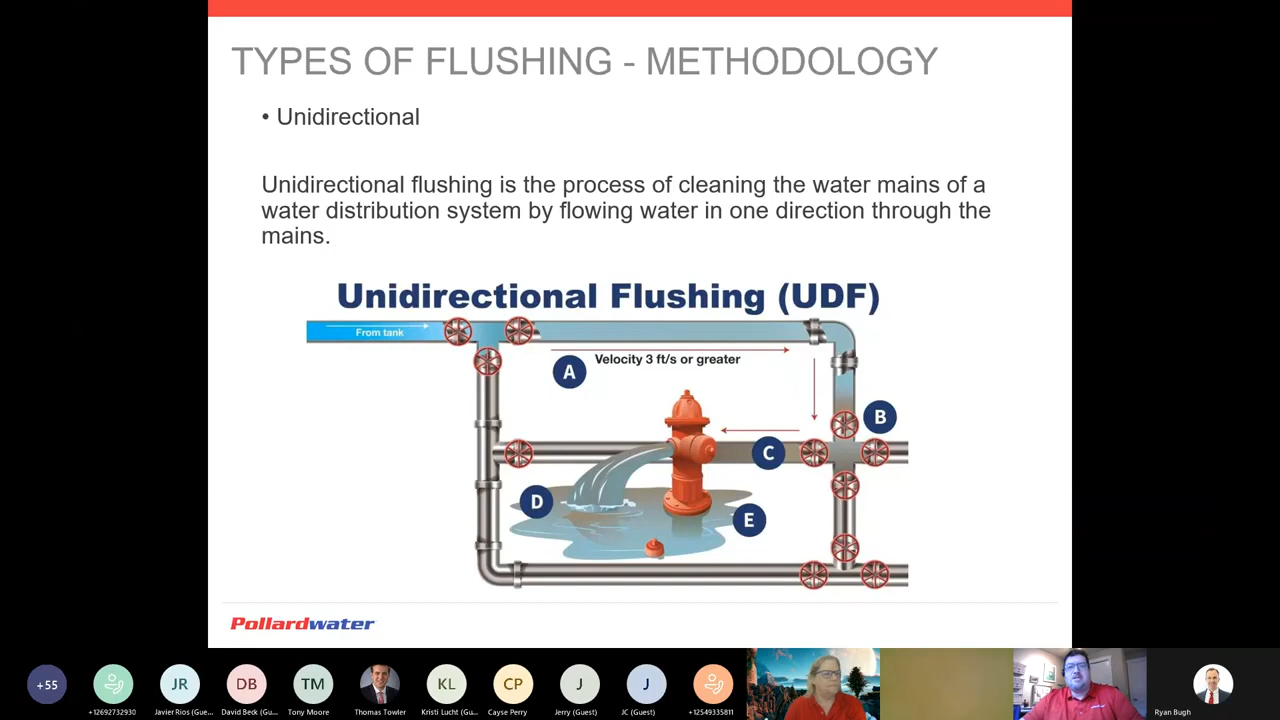 TYPES OF FLUSHING - METHODOLOGY
• Unidirectional
Unidirectional flushing is the process of cleaning the water mains of a
water distribution system by flowing water in one direction through the
mains.
Unidirectional Flushing (UDF)
From tank
Velocity 3 ft/s or greater
A
B
C
D
E
Pollardwater
+55
JR
DB
TM
KL
CP
J
J
+12692732930
Javier Rios (Gue...
David Beck (Gu...
Tony Moore
Thomas Towler
Kristi Lucht (Gu...
Cayse Perry
Jerry (Guest)
JC (Guest)
+12549335811
Ryan Bugh